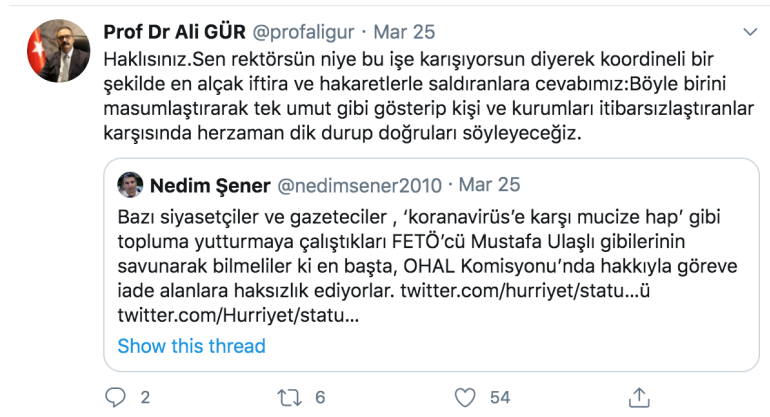 Prof Dr Ali GÜR @profaligur · Mar 25
Haklısınız.Sen rektörsün niye bu işe karışıyorsun diyerek koordineli bir
şekilde en alçak iftira ve hakaretlerle saldıranlara cevabımız:Böyle birini
masumlaştırarak tek umut gibi gösterip kişi ve kurumları itibarsızlaştıranlar
karşısında herzaman dik durup doğruları söyleyeceğiz.
Nedim Şener @nedimsener2010 · Mar 25
Bazı siyasetçiler ve gazeteciler , ‘koranavirüs’e karşı mucize hap’ gibi
topluma yutturmaya çalıştıkları FETÖ’cü Mustafa Ulaşlı gibilerinin
savunarak bilmeliler ki en başta, OHAL Komisyonu’nda hakkıyla göreve
iade alanlara haksızlık ediyorlar. twitter.com/hurriyet/statu...ü
twitter.com/Hurriyet/statu...
Show this thread
2 6 54